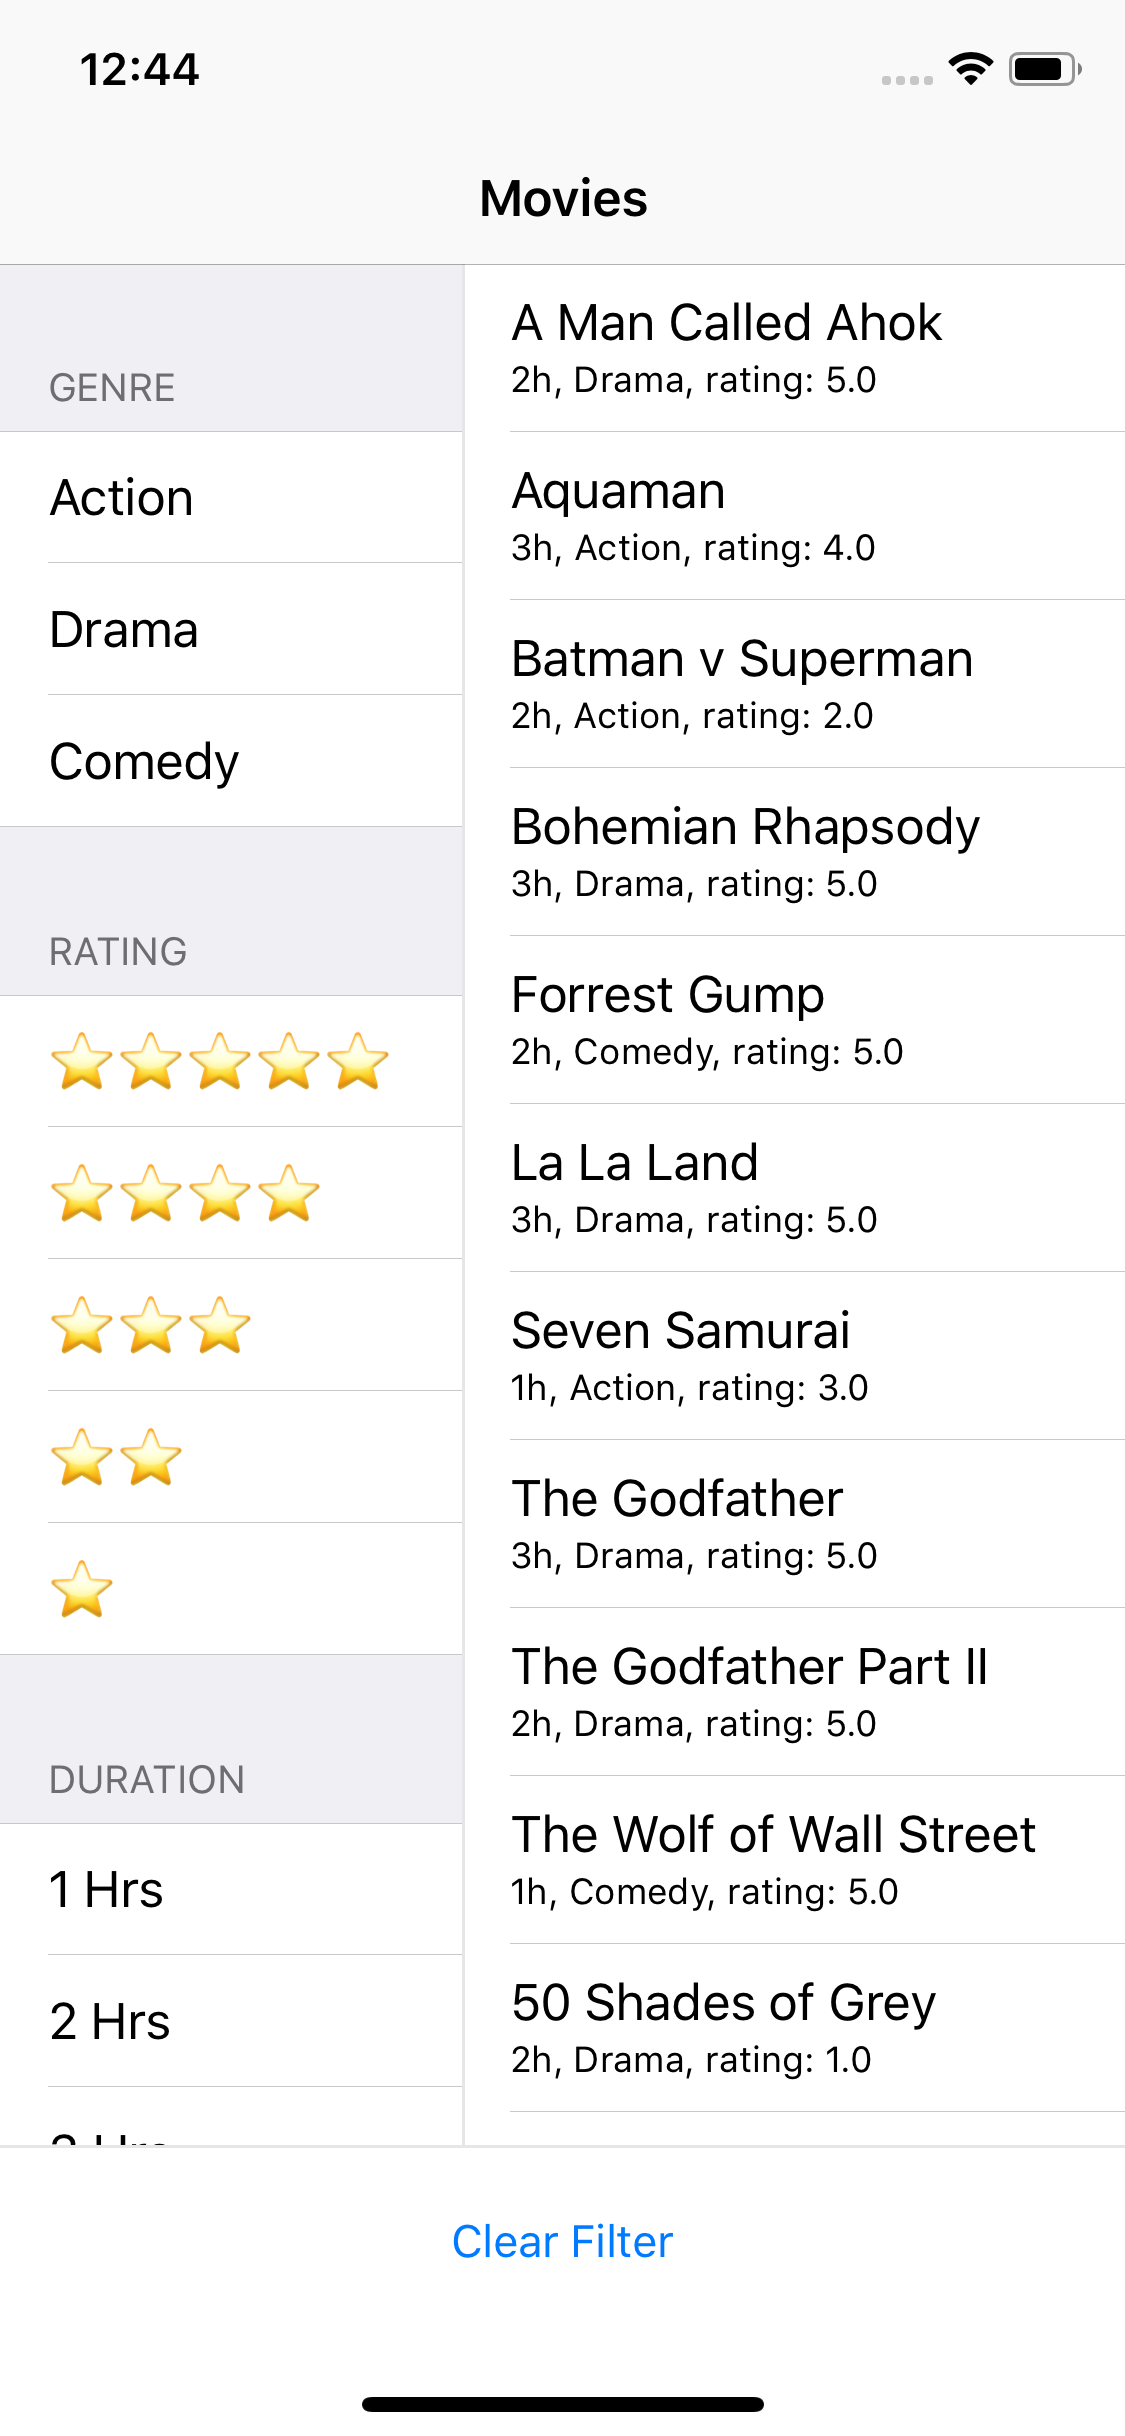 12:44
Movies
GENRE
Action
Drama
Comedy
RATING
DURATION
1 Hrs
2 Hrs
A Man Called Ahok
2h, Drama, rating: 5.0
Aquaman
3h, Action, rating: 4.0
Batman v Superman
2h, Action, rating: 2.0
Bohemian Rhapsody
3h, Drama, rating: 5.0
Forrest Gump
2h, Comedy, rating: 5.0
La La Land
3h, Drama, rating: 5.0
Seven Samurai
1h, Action, rating: 3.0
The Godfather
3h, Drama, rating: 5.0
The Godfather Part II
2h, Drama, rating: 5.0
The Wolf of Wall Street
1h, Comedy, rating: 5.0
50 Shades of Grey
2h, Drama, rating: 1.0
Clear Filter